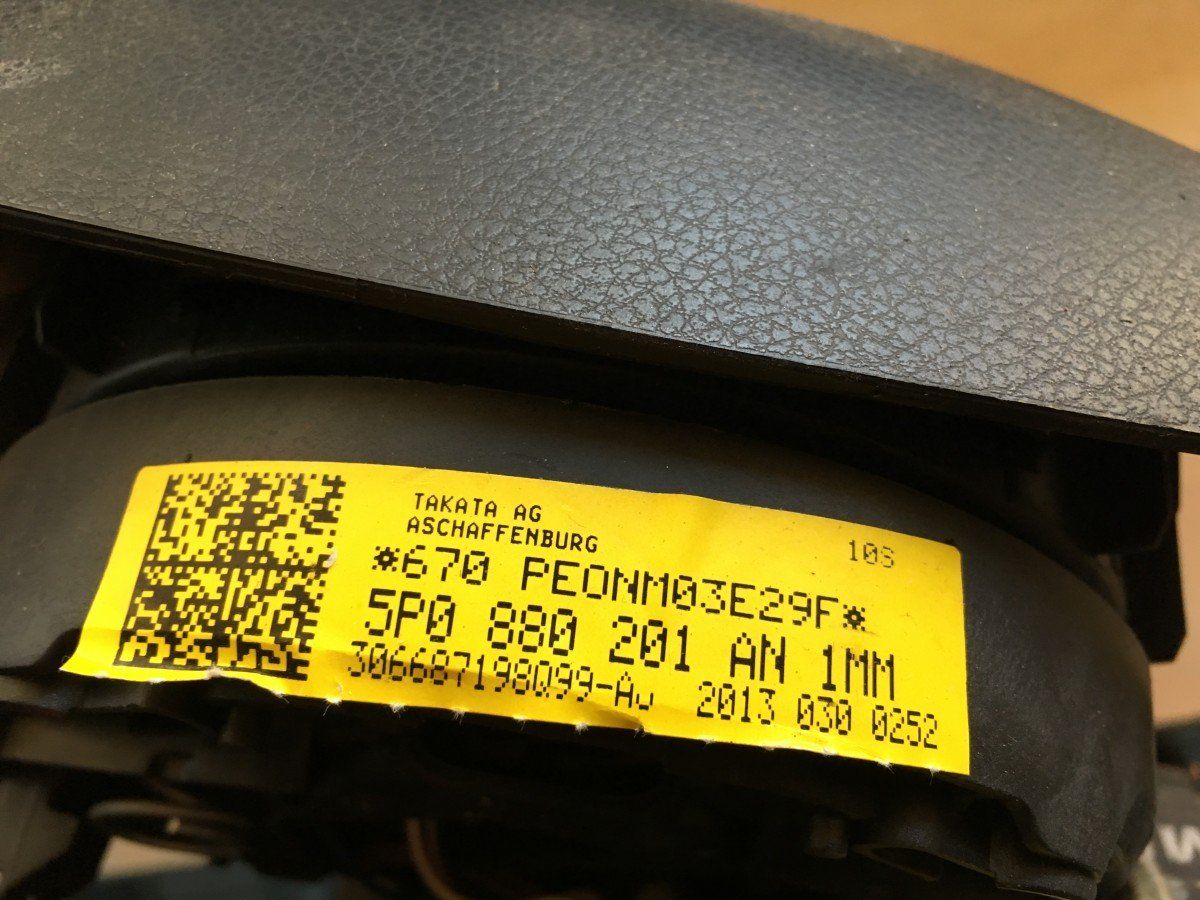 TAKATA AG
ASCHAFFENBURG
10S
*670 PEONM03E29F*
5P0 880 201 AN 1MM
306687198Q99-AJ 2013 030 0252
W